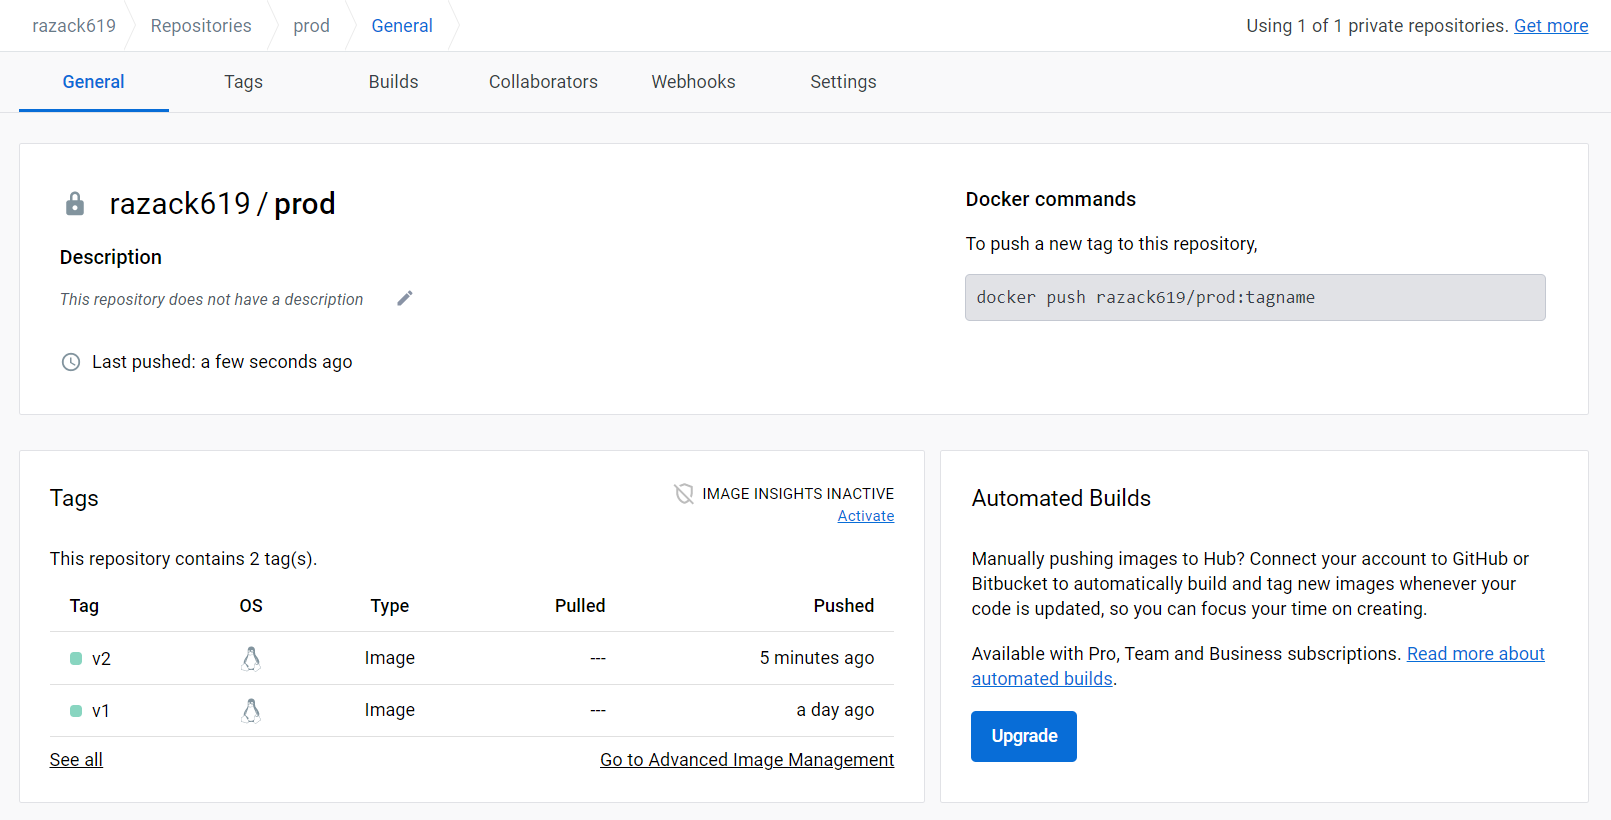 razack619 Repositories prod General Using 1 of 1 private repositories. Get more
General Tags Builds Collaborators Webhooks Settings
razack619 / prod
Description
This repository does not have a description
Last pushed: a few seconds ago
Docker commands
To push a new tag to this repository,
docker push razack619/prod:tagname
Tags
IMAGE INSIGHTS INACTIVE
Activate
This repository contains 2 tag(s).
Tag OS Type Pulled Pushed
v2 Image --- 5 minutes ago
v1 Image --- a day ago
See all Go to Advanced Image Management
Automated Builds
Manually pushing images to Hub? Connect your account to GitHub or
Bitbucket to automatically build and tag new images whenever your
code is updated, so you can focus your time on creating.
Available with Pro, Team and Business subscriptions. Read more about
automated builds.
Upgrade